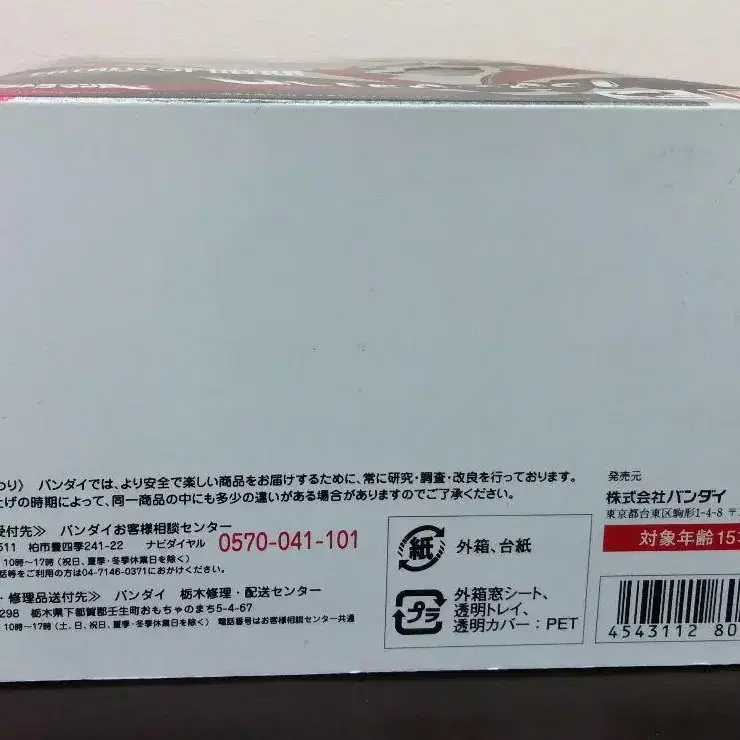 わり》 バンダイでは、より安全で楽しい商品をお届けするために、常に研究・調査・改良を行っております。
上げの時期によって、同一商品の中にも多少の違いがある場合がありますのでご了承ください。
受付先≫ バンダイお客様相談センター
511 柏市豊四季241-22 ナビダイヤル 0570-041-101
10時～17時(祝日、夏季・冬季休業日を除く)
話等をご利用の方は04-7146-0371におかけください。
・修理品送付先≫ バンダイ 栃木修理・配送センター
298 栃木県下都賀郡壬生町おもちゃのまち5-4-67
10時～17時(土、日、祝日、夏季・冬季休業日を除く) 電話番号はお客様相談センター共通
紙 外箱、台紙
プラ 外箱窓シート、
透明トレイ、
透明カバー：PET
発売元
株式会社バンダイ
東京都台東区駒形1-4-8 〒
対象年齢15
4543112 80